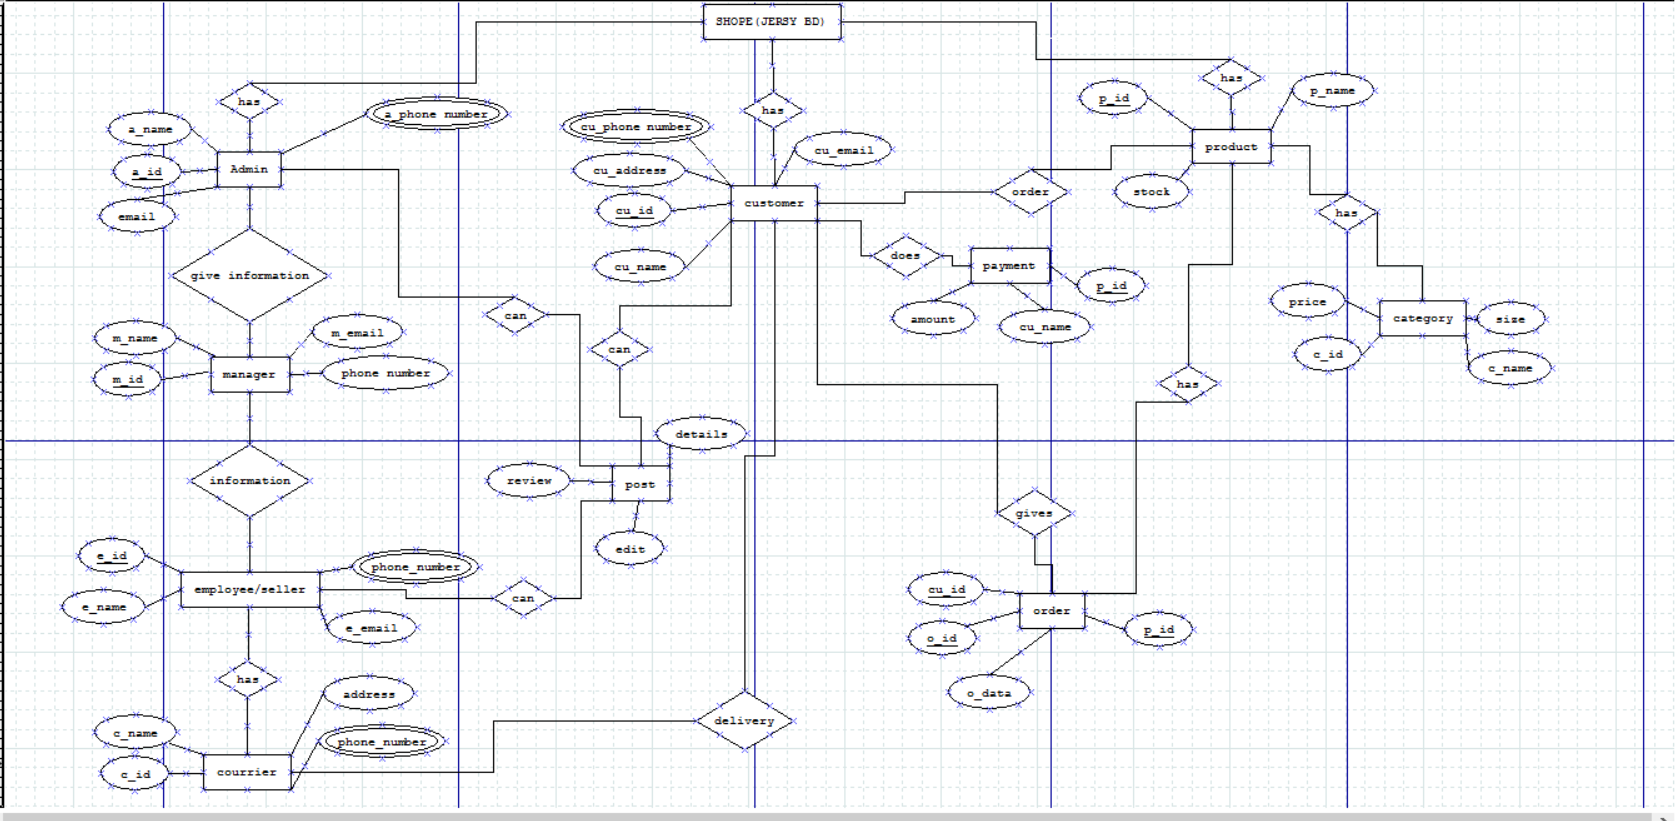 SHOPE(JERSY BD)
has
has
has
a_name
a_phone number
cu_phone number
cu_email
p_id
p_name
Admin
a_id
email
cu_address
cu_id
cu_name
customer
order
product
stock
has
give information
does
payment
p_id
amount
cu_name
price
category
size
c_id
c_name
can
can
m_name
m_email
m_id
manager
phone number
has
details
information
review
post
edit
gives
e_id
phone_number
employee/seller
e_name
e_email
can
cu_id
order
o_id
p_id
o_data
has
address
delivery
c_name
phone_number
c_id
courrier